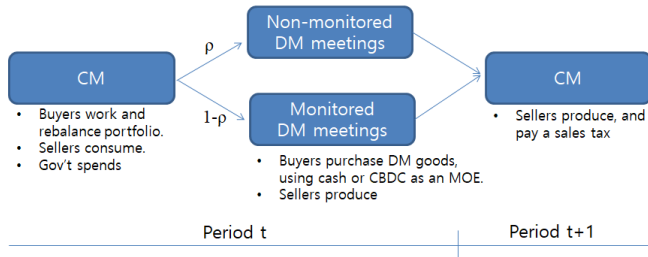 Non-monitored
DM meetings
ρ
CM
CM
Monitored
DM meetings
1-ρ
• Buyers work and
rebalance portfolio.
• Sellers consume.
• Gov't spends
• Sellers produce, and
pay a sales tax
• Buyers purchase DM goods,
using cash or CBDC as an MOE.
• Sellers produce
Period t
Period t+1